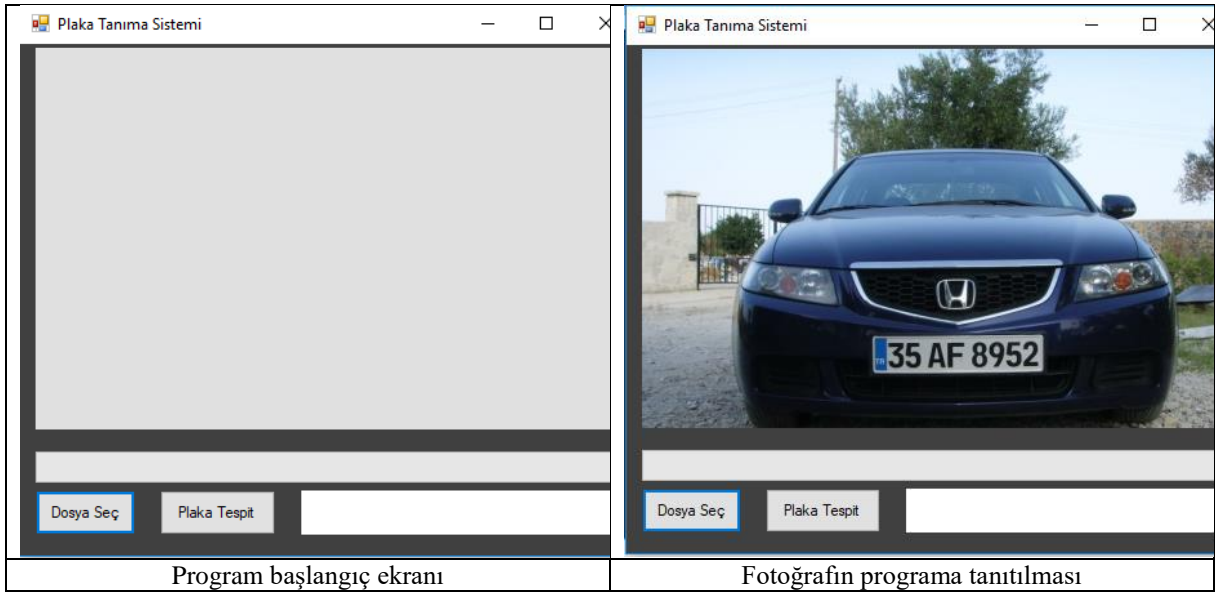 Plaka Tanıma Sistemi
Dosya Seç
Plaka Tespit
Program başlangıç ekranı
Plaka Tanıma Sistemi
35 AF 8952
TR
Dosya Seç
Plaka Tespit
Fotoğrafın programa tanıtılması